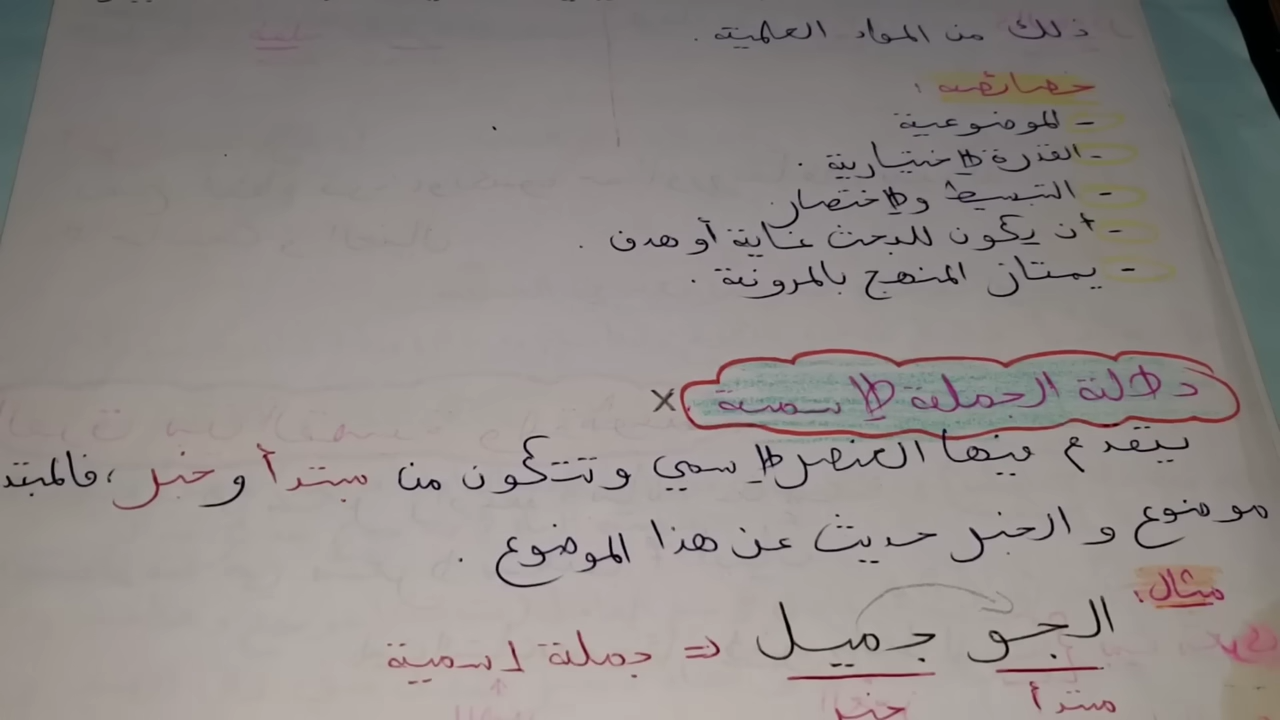 ذلك من المواد العلمية .
خصائصه :
- الموضوعية
- القدرة الاختيارية .
- التبسيط والاختصار
- أن يكون للبحث غاية أو هدف .
- يمتاز المنهج بالمرونة .
دلالة الجملة الاسمية
يتقدم فيها العنصر الاسمي وتتكون من مبتدأ وخبر ، فالمبتد
موضوع و الخبر حديث عن هذا الموضوع .
مثال :
الجو جميل ⇐ جملة اسمية
مبتدأ خبر